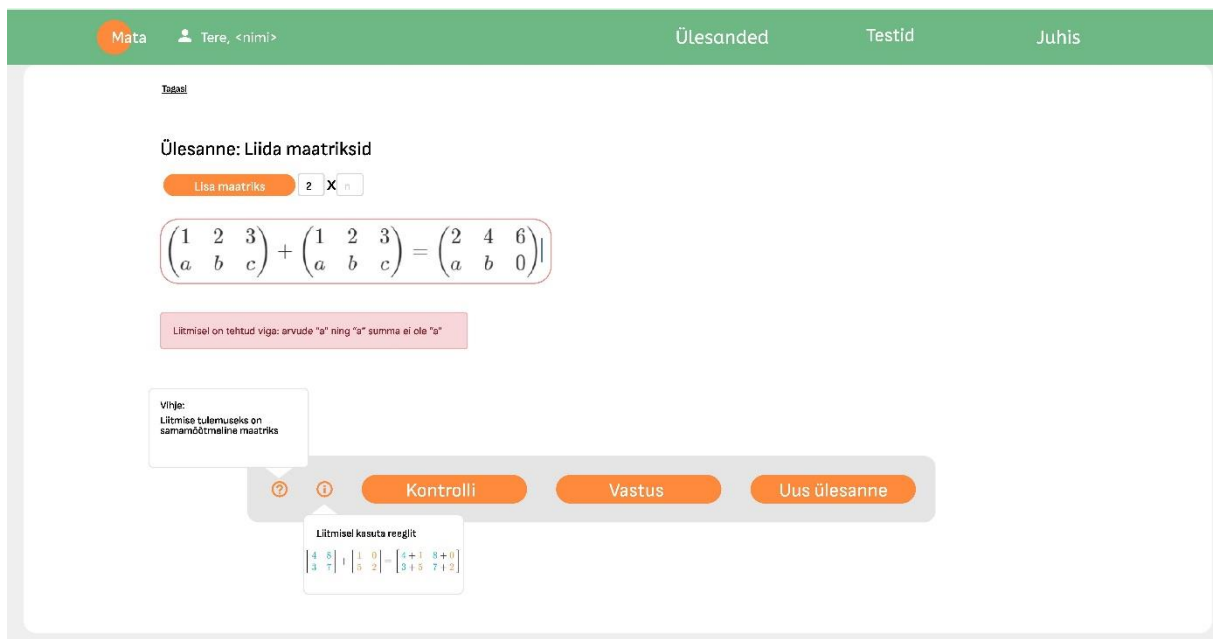 Mata Tere, <nimi> Ülesanded Testid Juhis
Tagasi
Ülesanne: Liida maatriksid
Lisa maatriks 2 X n
1 2 3 1 2 3 2 4 6
( ) + ( ) = ( )
a b c a b c a b 0
Liitmisel on tehtud viga: arvude "a" ning "a" summa ei ole "a"
Vihje:
Liitmise tulemuseks on
samamõõtmeline maatriks
Kontrolli Vastus Uus ülesanne
Liitmisel kasuta reeglit
|4 8| + |1 0| = [4+1 8+0]
|3 7| |5 2| [3+5 7+2]